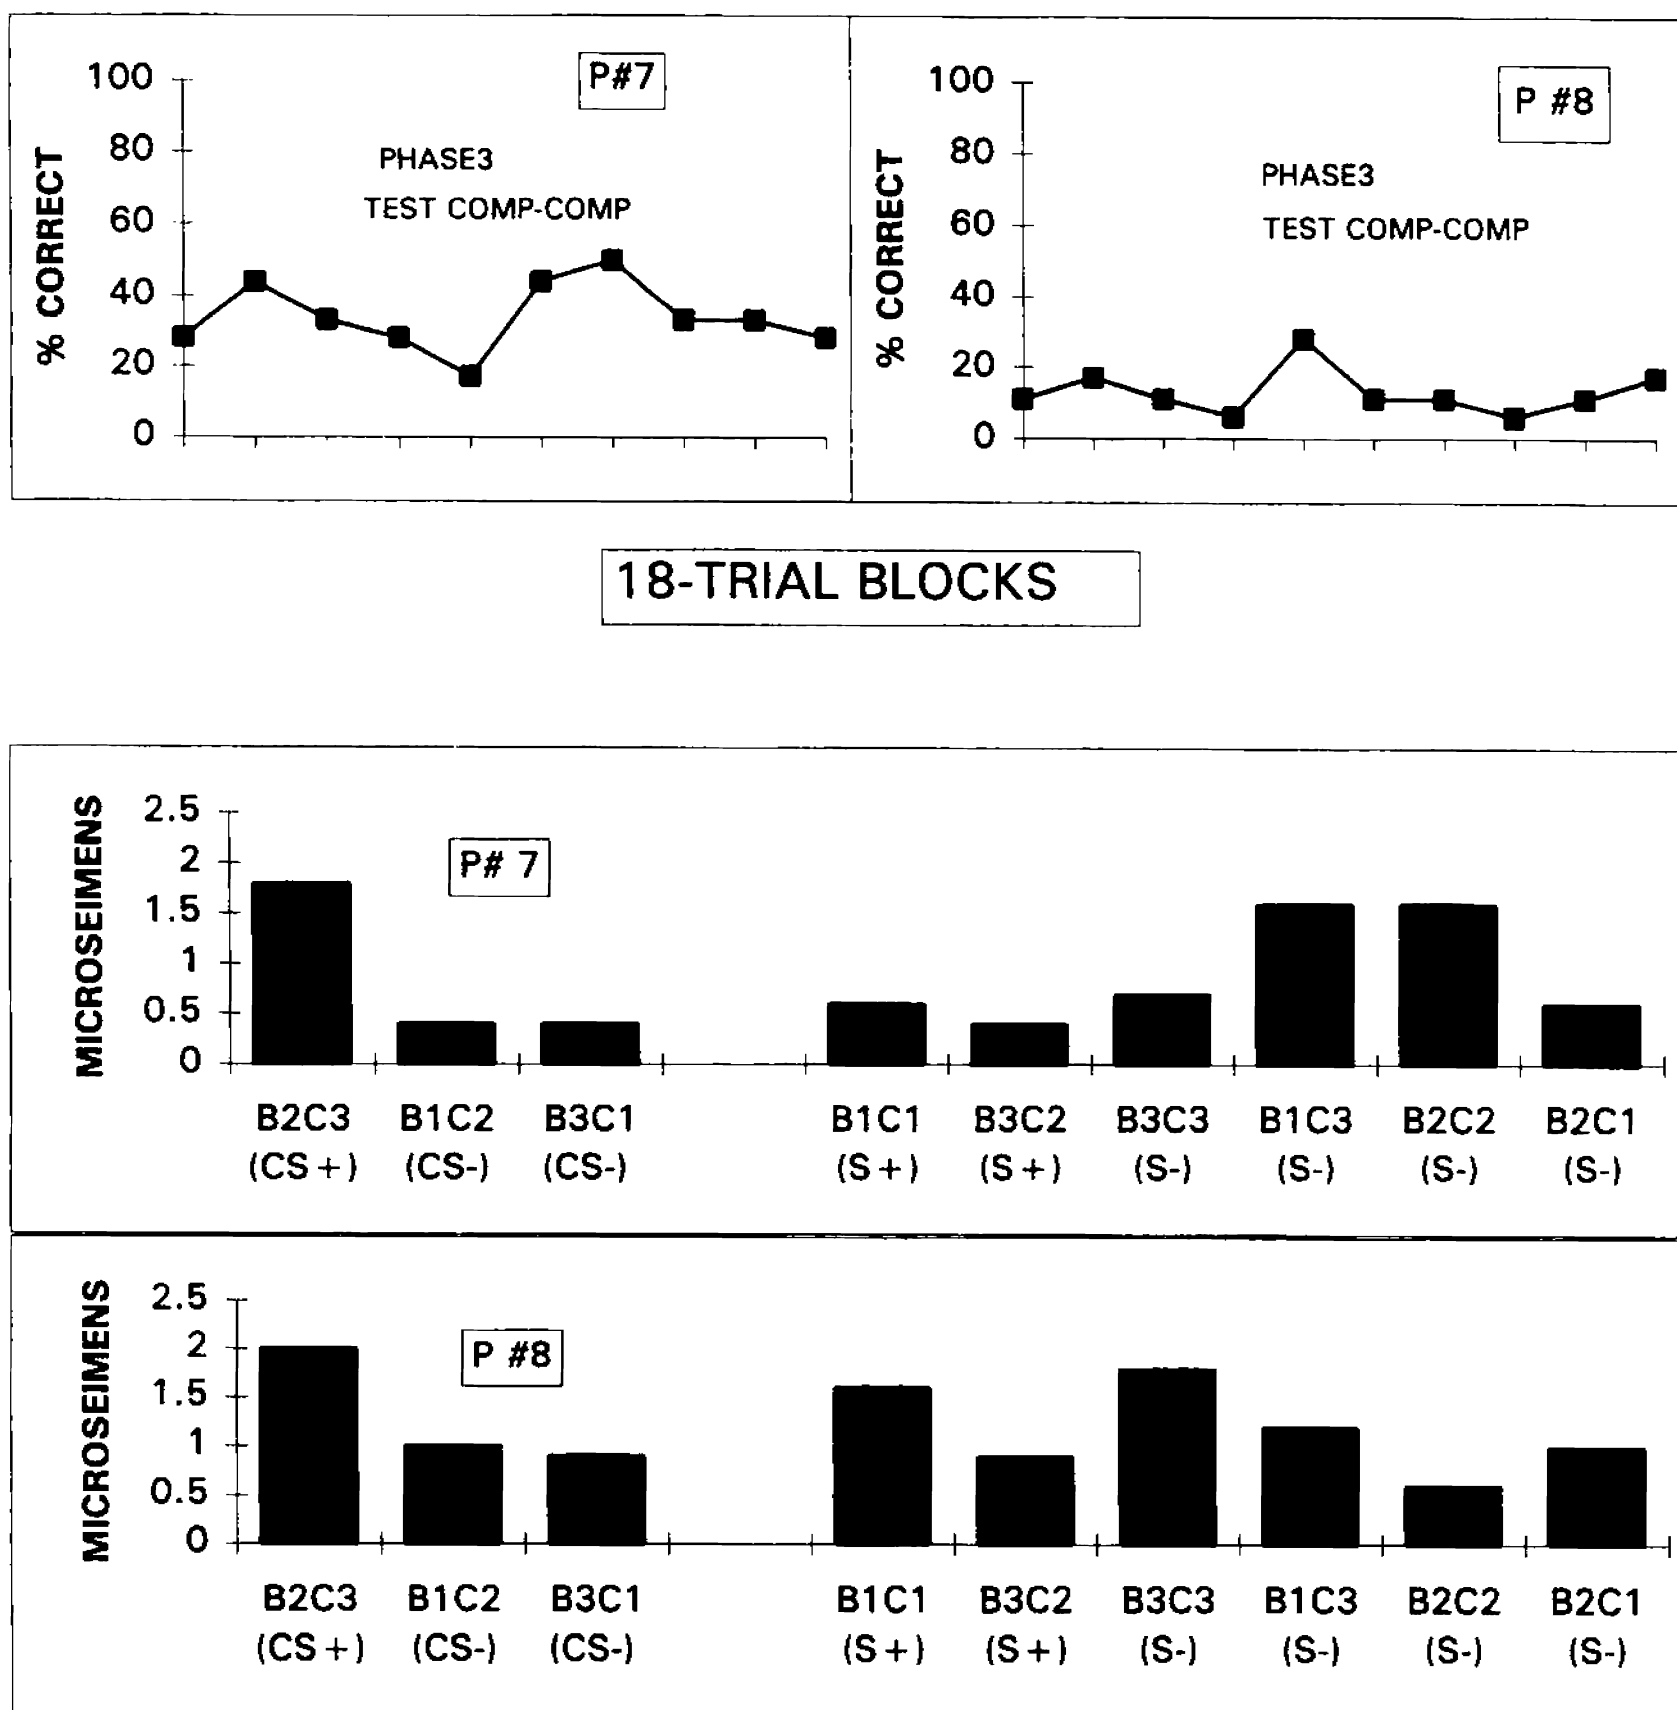 P#7
100
80
60
40
20
0
% CORRECT
PHASE3
TEST COMP-COMP
P #8
100
80
60
40
20
0
% CORRECT
PHASE3
TEST COMP-COMP
18-TRIAL BLOCKS
MICROSEIMENS
2.5
2
1.5
1
0.5
0
P# 7
B2C3 B1C2 B3C1 B1C1 B3C2 B3C3 B1C3 B2C2 B2C1
(CS+) (CS-) (CS-) (S+) (S+) (S-) (S-) (S-) (S-)
MICROSEIMENS
2.5
2
1.5
1
0.5
0
P #8
B2C3 B1C2 B3C1 B1C1 B3C2 B3C3 B1C3 B2C2 B2C1
(CS+) (CS-) (CS-) (S+) (S+) (S-) (S-) (S-) (S-)